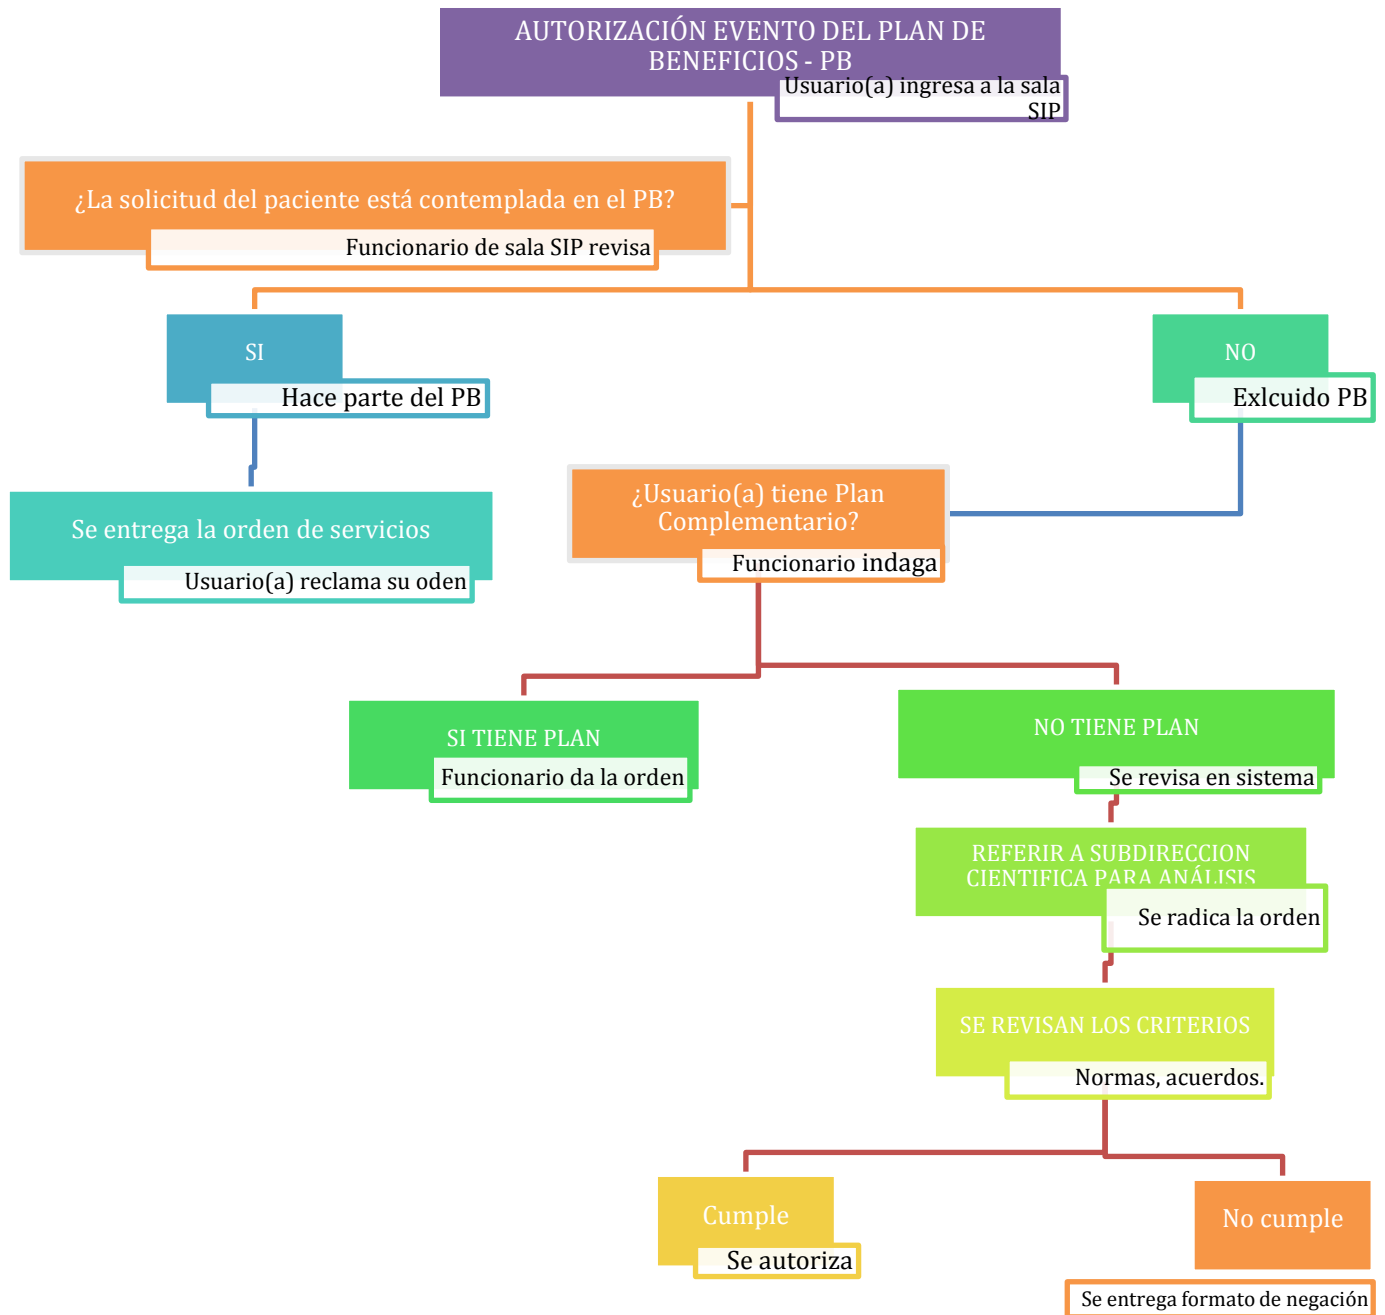 AUTORIZACIÓN EVENTO DEL PLAN DE
BENEFICIOS - PB
Usuario(a) ingresa a la sala
SIP
¿La solicitud del paciente está contemplada en el PB?
Funcionario de sala SIP revisa
SI
Hace parte del PB
NO
Exlcuido PB
Se entrega la orden de servicios
Usuario(a) reclama su oden
¿Usuario(a) tiene Plan
Complementario?
Funcionario indaga
SI TIENE PLAN
Funcionario da la orden
NO TIENE PLAN
Se revisa en sistema
REFERIR A SUBDIRECCION
CIENTIFICA PARA ANÁLISIS
Se radica la orden
SE REVISAN LOS CRITERIOS
Normas, acuerdos.
Cumple
Se autoriza
No cumple
Se entrega formato de negación